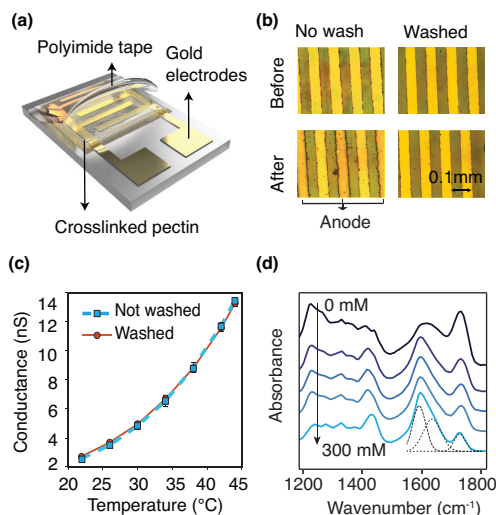 (a)
Polyimide tape
Gold
electrodes
Crosslinked pectin
(b)
No wash
Washed
Before
After
0.1mm
Anode
(c)
Conductance (nS)
14
12
10
8
6
4
2
Not washed
Washed
20
25
30
35
40
45
Temperature (°C)
(d)
Absorbance
0 mM
300 mM
1200
1400
1600
1800
Wavenumber (cm⁻¹)